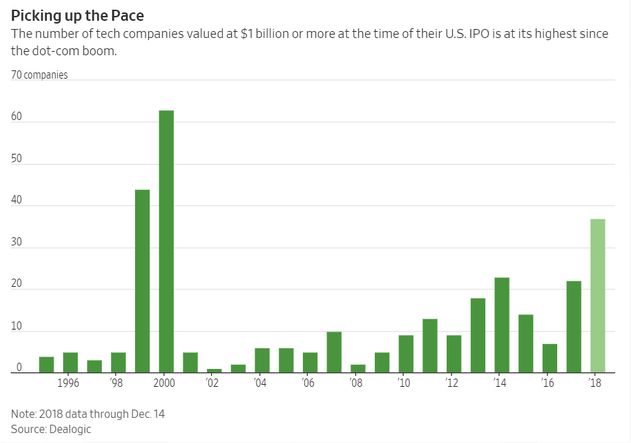 Picking up the Pace
The number of tech companies valued at $1 billion or more at the time of their U.S. IPO is at its highest since
the dot-com boom.
70 companies
60
50
40
30
20
10
0
1996 '98 2000 '02 '04 '06 '08 '10 '12 '14 '16 '18
Note: 2018 data through Dec. 14
Source: Dealogic